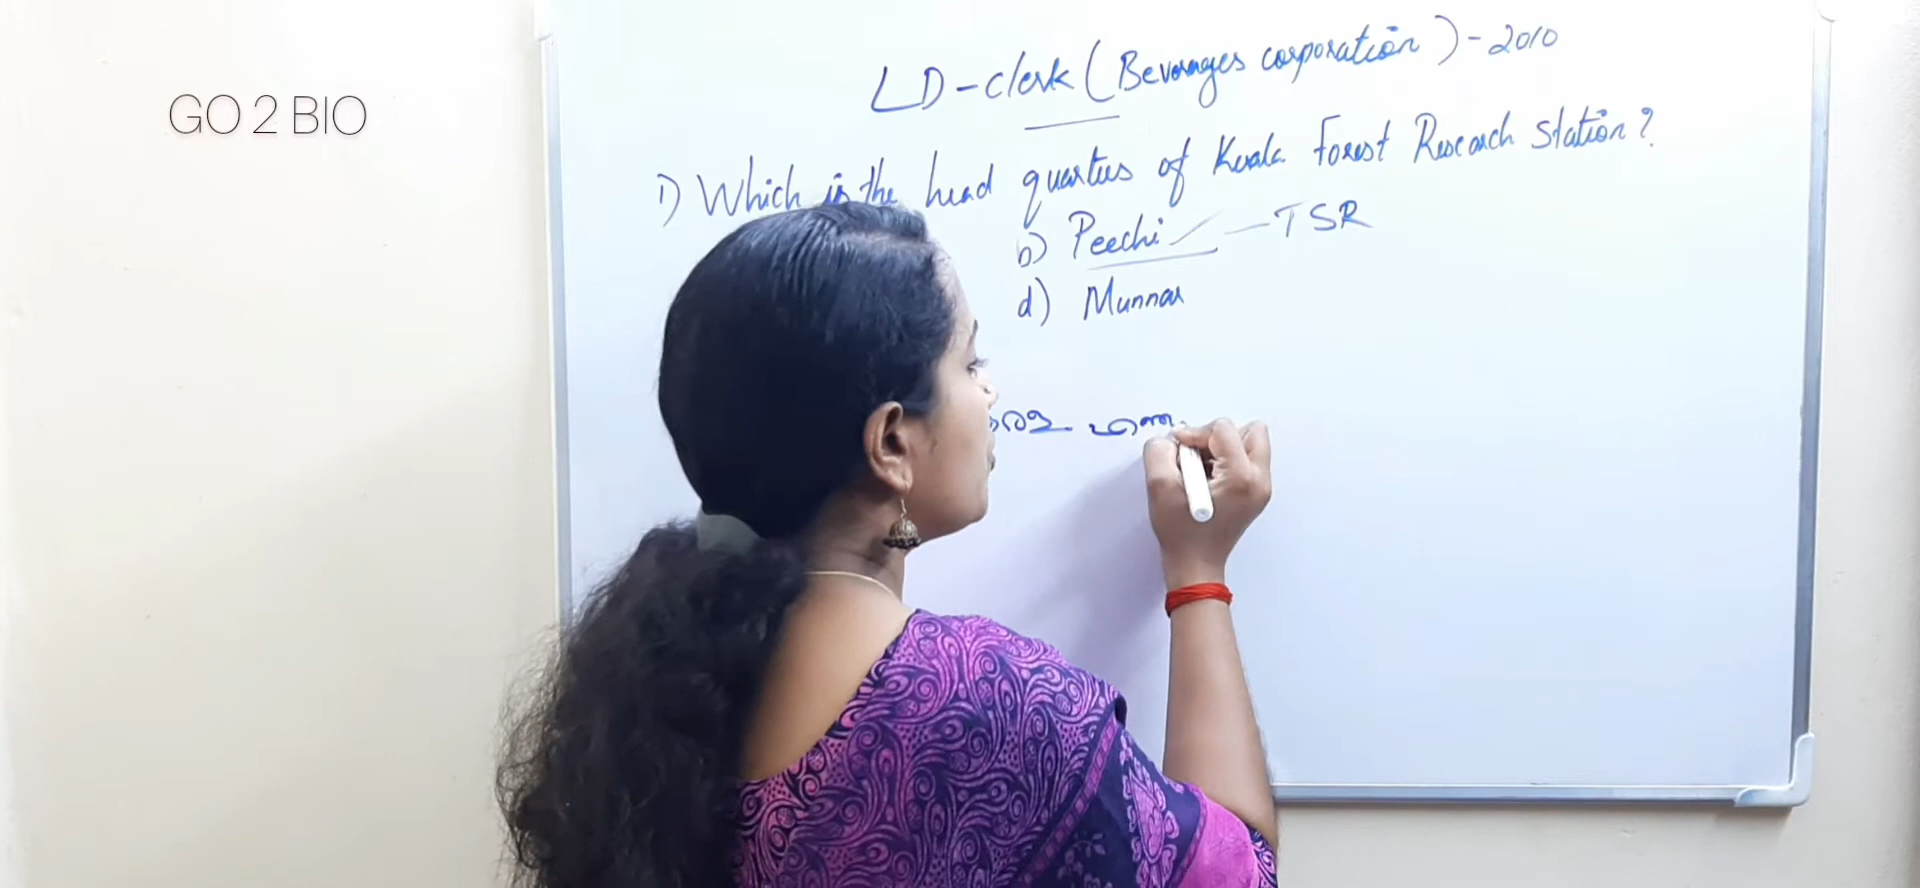 GO 2 BIO
LD-Clerk (Beverages corporation) - 2010
1) Which is the head quarters of Kerala Forest Research Station?
b) Peechi - TSR
d) Munnar